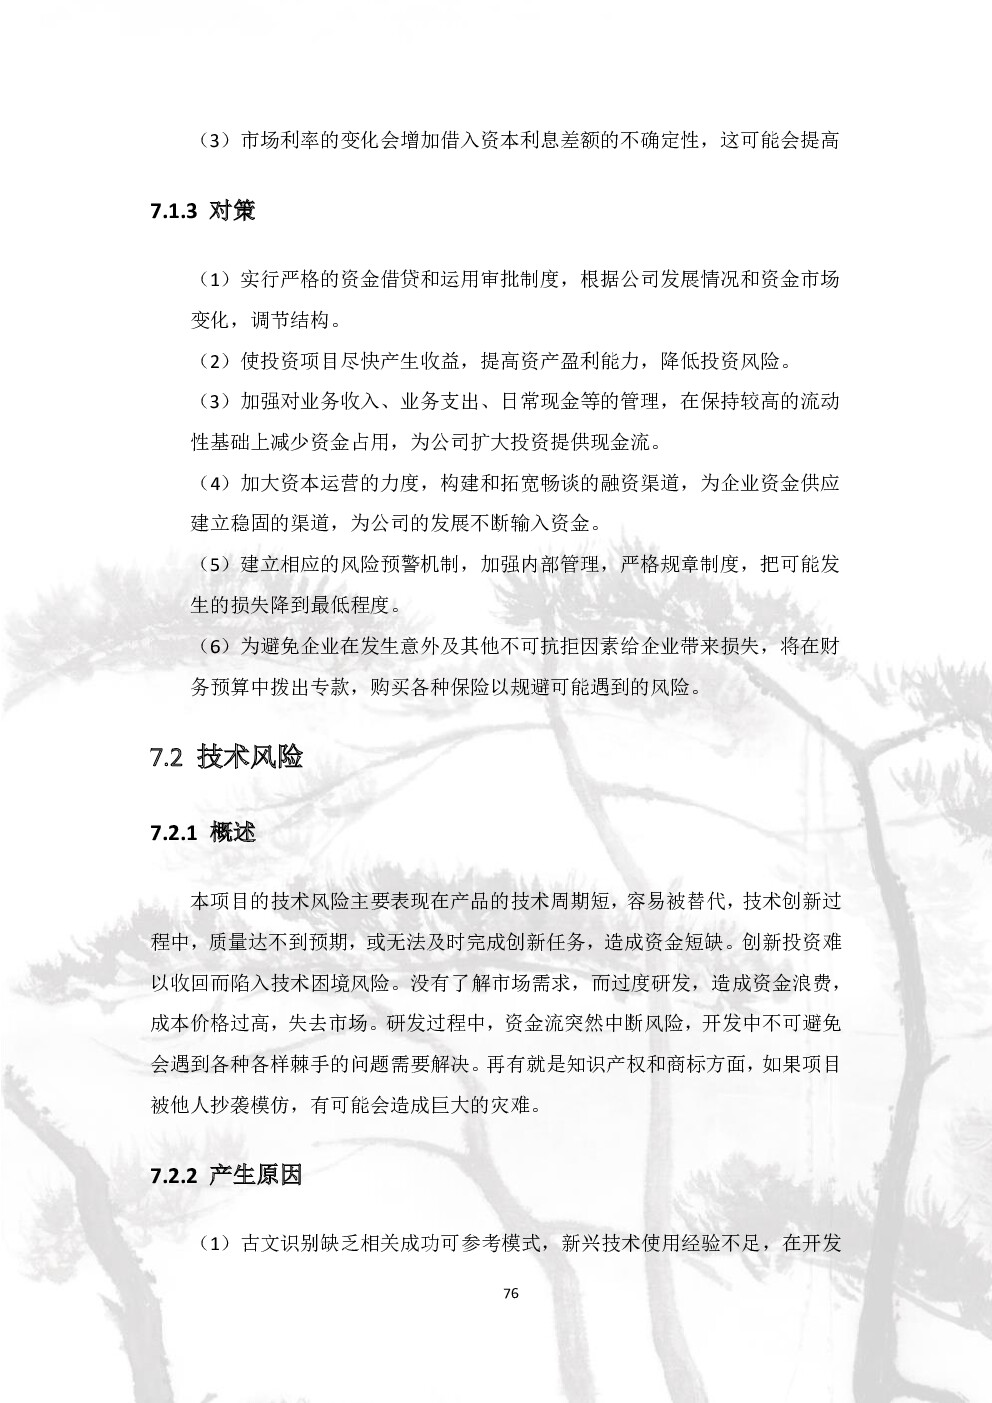 （3）市场利率的变化会增加借入资本利息差额的不确定性，这可能会提高
7.1.3 对策
（1）实行严格的资金借贷和运用审批制度，根据公司发展情况和资金市场
变化，调节结构。
（2）使投资项目尽快产生收益，提高资产盈利能力，降低投资风险。
（3）加强对业务收入、业务支出、日常现金等的管理，在保持较高的流动
性基础上减少资金占用，为公司扩大投资提供现金流。
（4）加大资本运营的力度，构建和拓宽畅谈的融资渠道，为企业资金供应
建立稳固的渠道，为公司的发展不断输入资金。
（5）建立相应的风险预警机制，加强内部管理，严格规章制度，把可能发
生的损失降到最低程度。
（6）为避免企业在发生意外及其他不可抗拒因素给企业带来损失，将在财
务预算中拨出专款，购买各种保险以规避可能遇到的风险。
7.2 技术风险
7.2.1 概述
本项目的技术风险主要表现在产品的技术周期短，容易被替代，技术创新过
程中，质量达不到预期，或无法及时完成创新任务，造成资金短缺。创新投资难
以收回而陷入技术困境风险。没有了解市场需求，而过度研发，造成资金浪费，
成本价格过高，失去市场。研发过程中，资金流突然中断风险，开发中不可避免
会遇到各种各样棘手的问题需要解决。再有就是知识产权和商标方面，如果项目
被他人抄袭模仿，有可能会造成巨大的灾难。
7.2.2 产生原因
（1）古文识别缺乏相关成功可参考模式，新兴技术使用经验不足，在开发
76